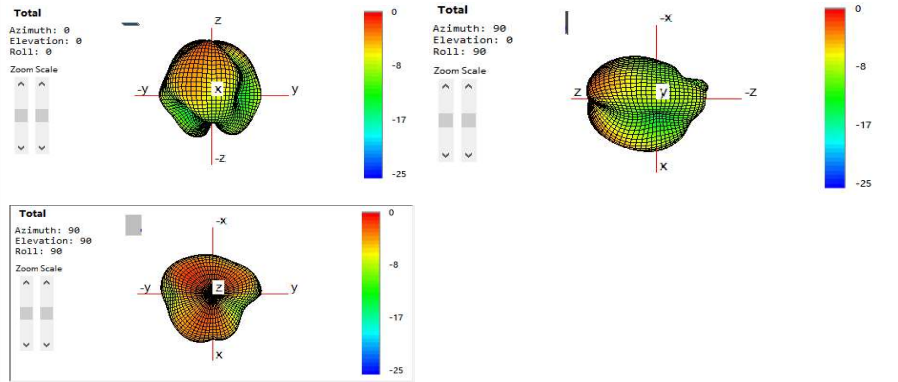 Total
Azimuth: 0
Elevation: 0
Roll: 0
Zoom Scale
z
-y
x
y
-z
0
-8
-17
-25
Total
Azimuth: 90
Elevation: 0
Roll: 90
Zoom Scale
-x
z
y
-z
x
0
-8
-17
-25
Total
Azimuth: 90
Elevation: 90
Roll: 90
Zoom Scale
-x
-y
z
y
x
0
-8
-17
-25